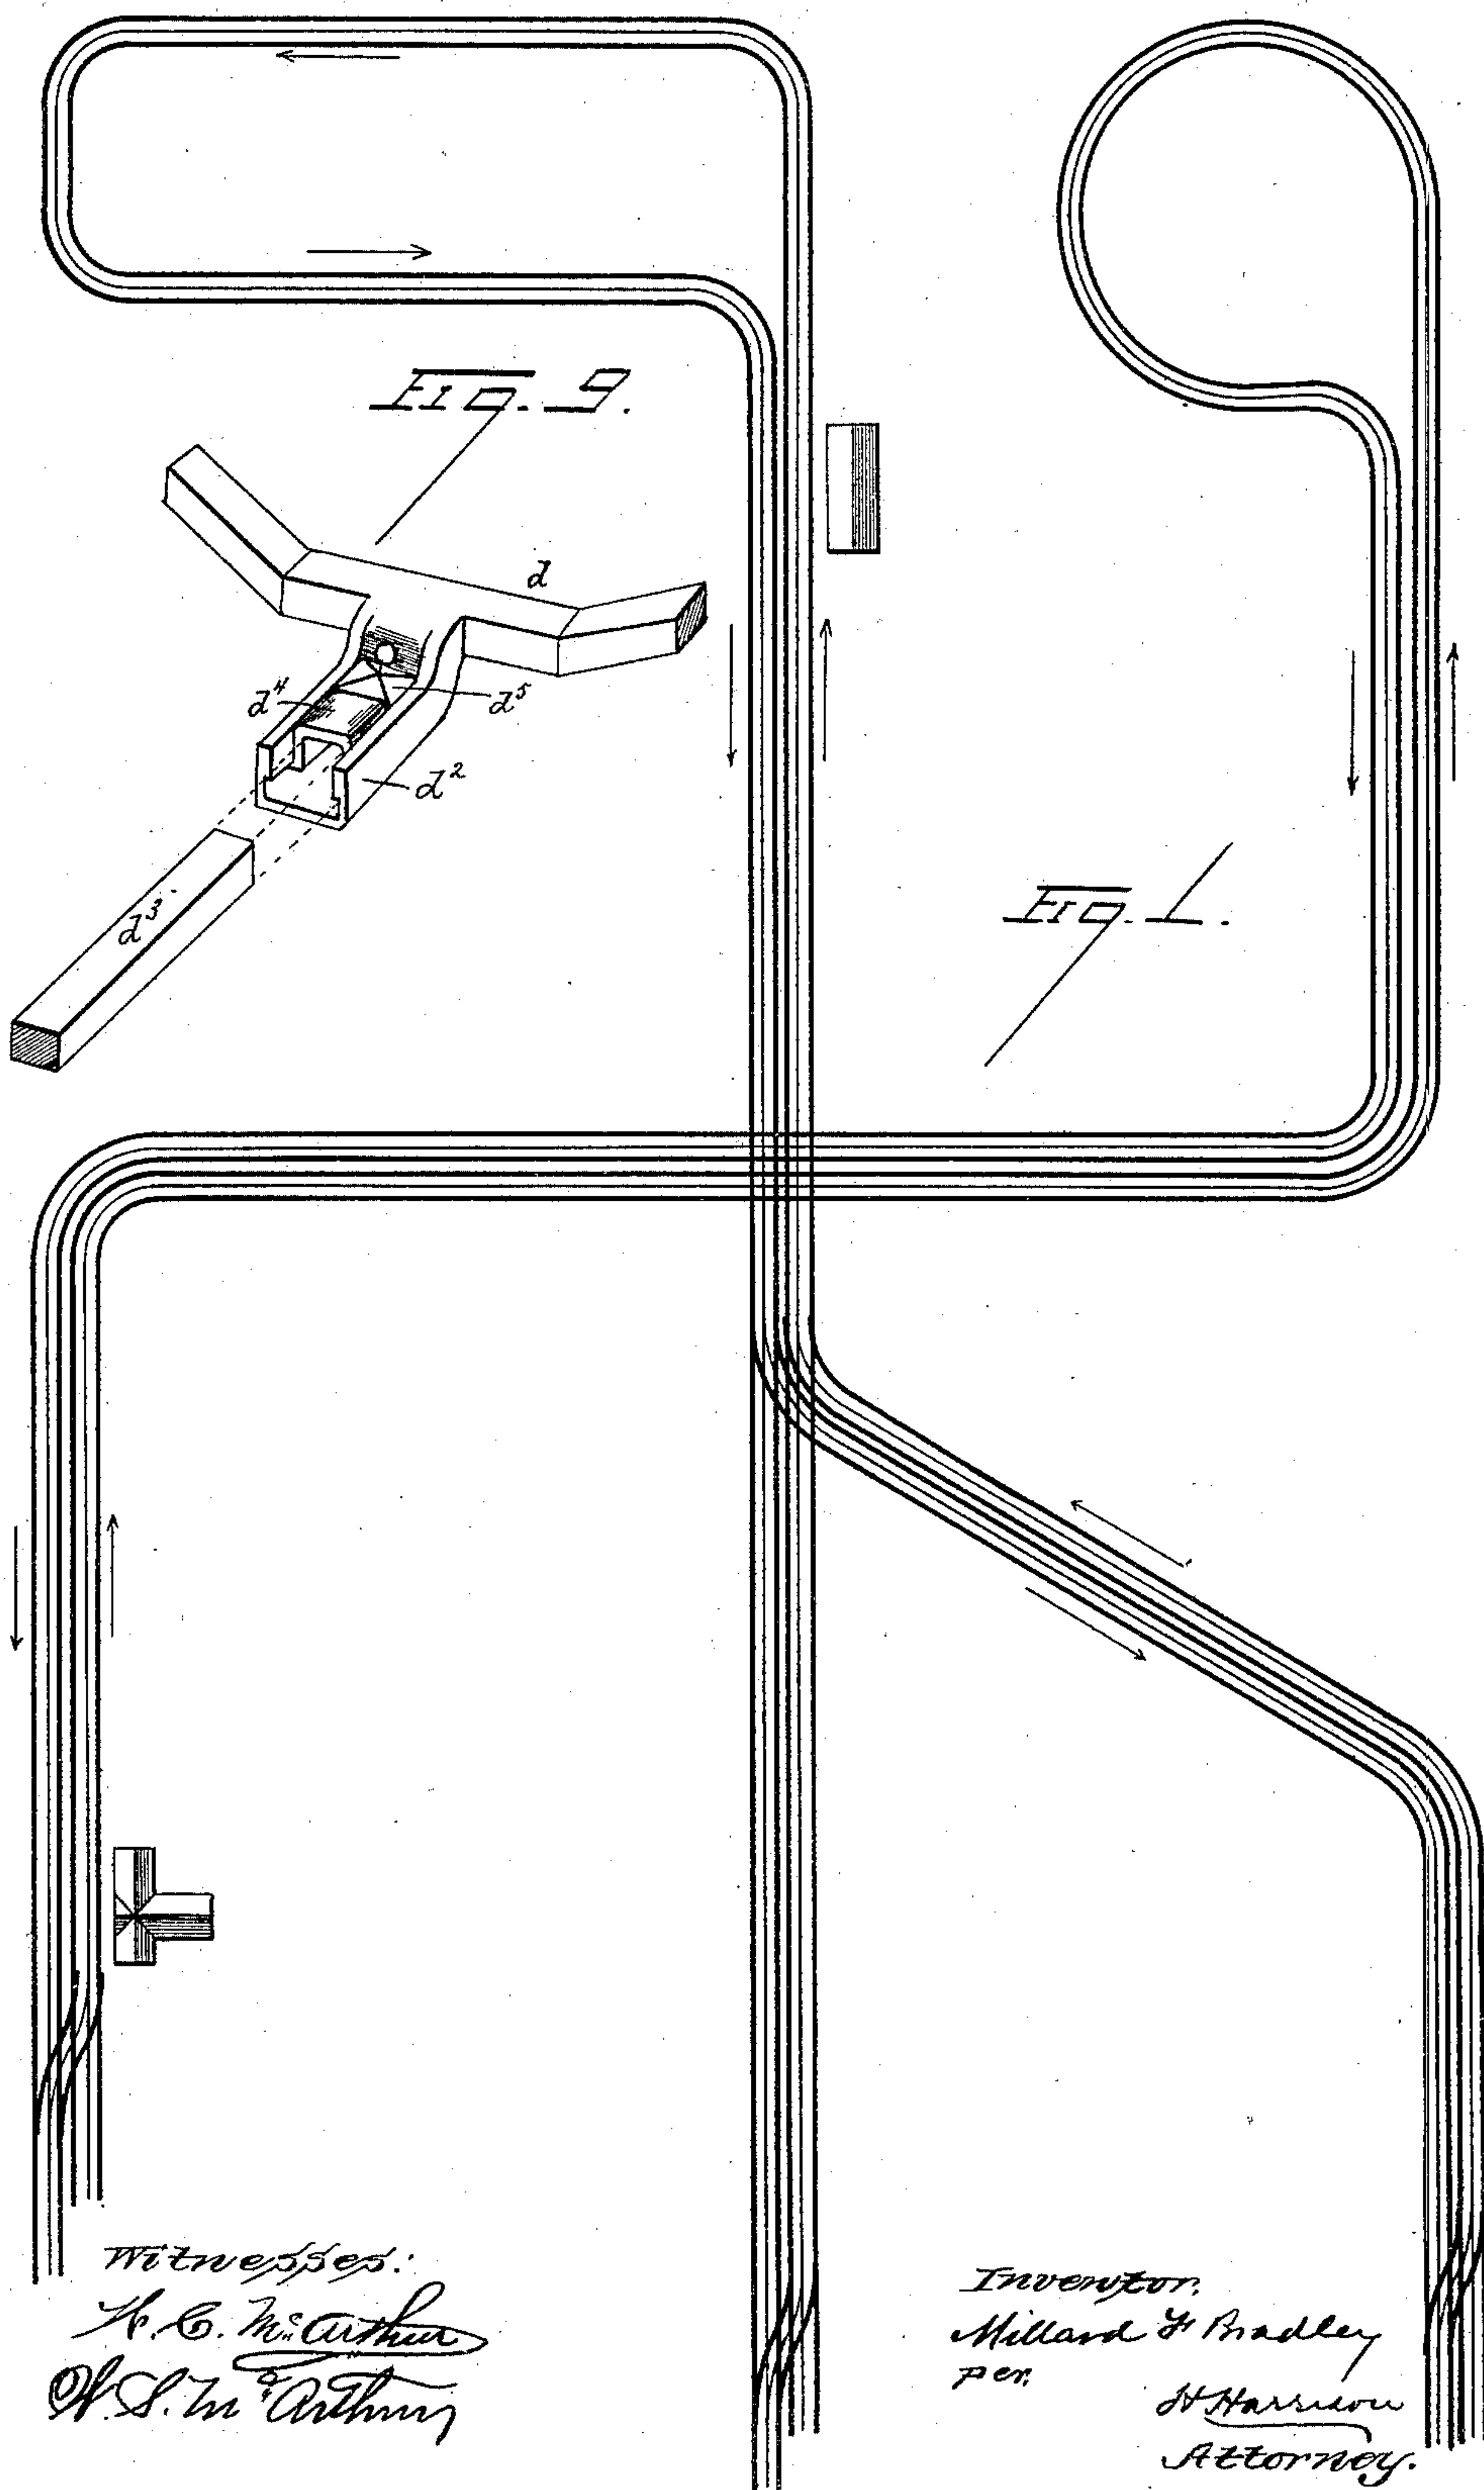 FIG. 9.
d
d⁴
d⁵
d²
d³
FIG. 1.
Witnesses:
H. C. McArthur
W. S. McArthur
Inventor.
Millard F Bradley
per.
H Harrison
Attorney.